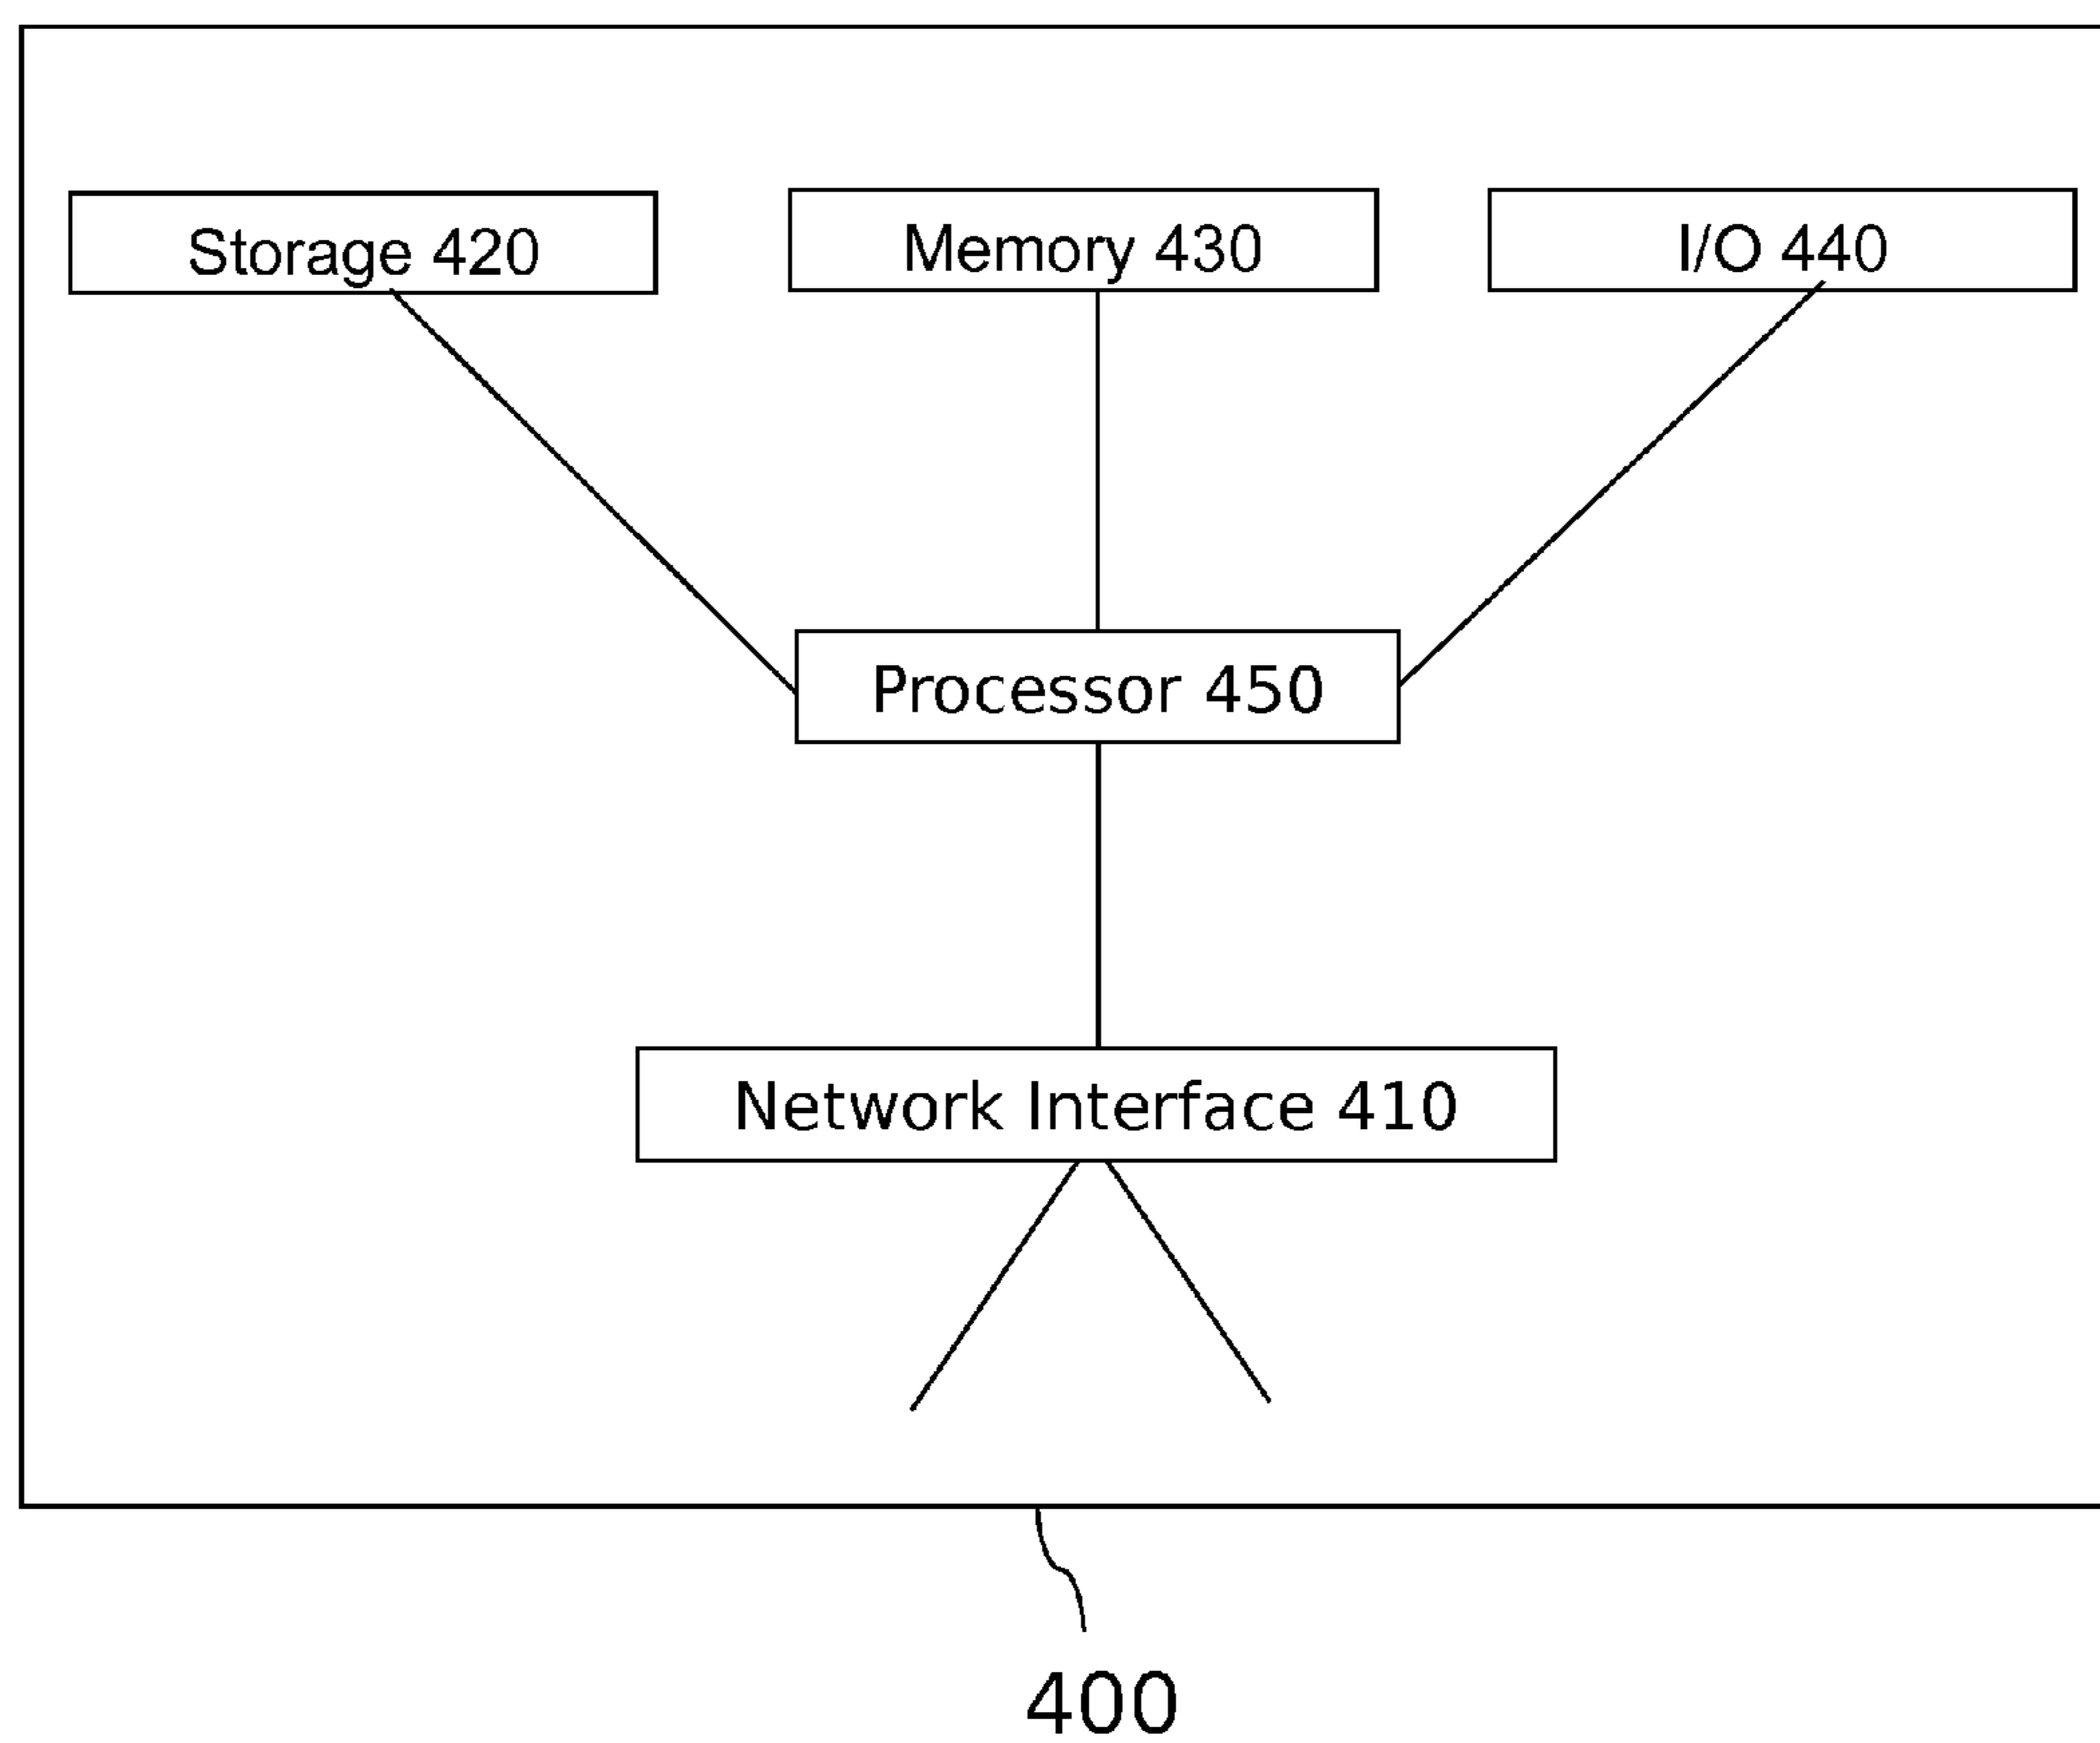 Storage 420
Memory 430
I/O 440
Processor 450
Network Interface 410
400